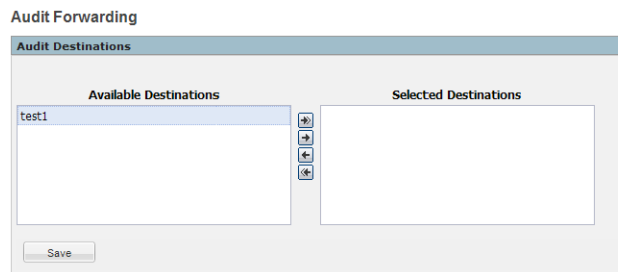 Audit Forwarding
Audit Destinations
Available Destinations
Selected Destinations
test1
Save